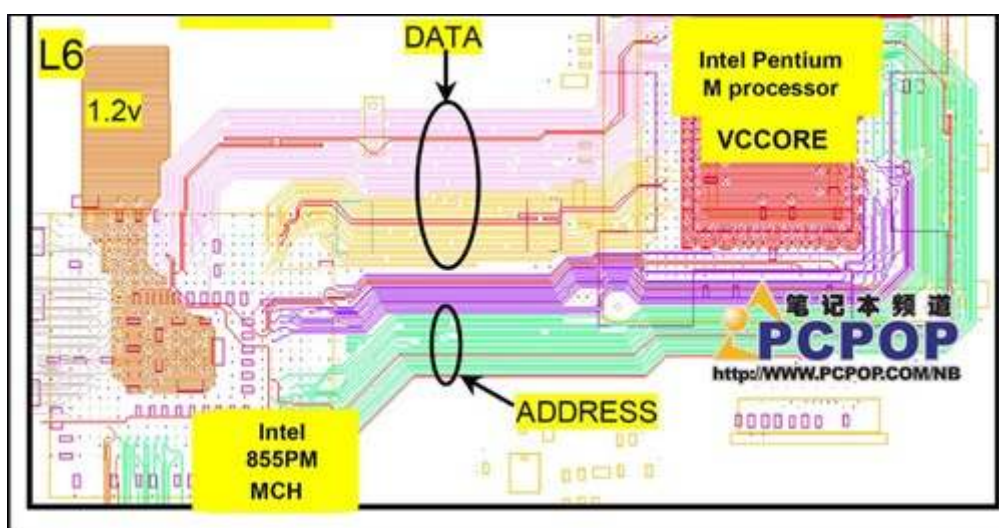 L6
DATA
1.2v
Intel Pentium
M processor
VCCORE
笔记本频道
PCPOP
http://WWW.PCPOP.COM/NB
ADDRESS
Intel
855PM
MCH